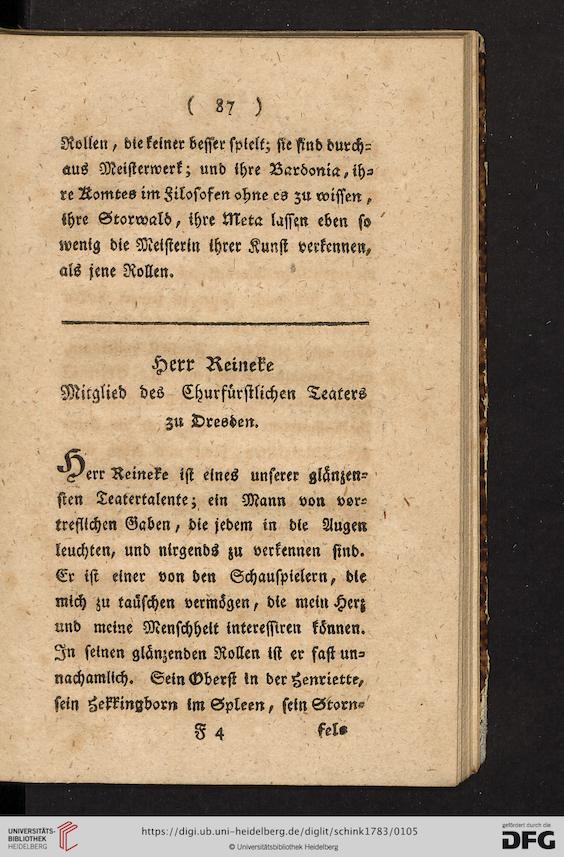 ( 87 )
Rollen, die keiner besser spielt; sie sind durch=
aus Meisterwerk; und ihre Bardonia, ih=
re Komtes im Filosofen ohne es zu wissen,
ihre Storwald, ihre Meta lassen eben so
wenig die Meisterin ihrer Kunst verkennen,
als jene Rollen.
Herr Reineke
Mitglied des Churfürstlichen Teaters
zu Dresden.
Herr Reineke ist eines unserer glänzen=
sten Teatertalente; ein Mann von vor=
treflichen Gaben, die jedem in die Augen
leuchten, und nirgends zu verkennen sind.
Er ist einer von den Schauspielern, die
mich zu täuschen vermögen, die mein Herz
und meine Menschheit interessiren können.
In seinen glänzenden Rollen ist er fast un=
nachamlich. Sein Oberst in der Henriette,
sein Hekkingborn im Spleen, sein Storn=
F 4 fels
UNIVERSITÄTS-
BIBLIOTHEK
HEIDELBERG
https://digi.ub.uni-heidelberg.de/diglit/schink1783/0105
© Universitätsbibliothek Heidelberg
gefördert durch die
DFG